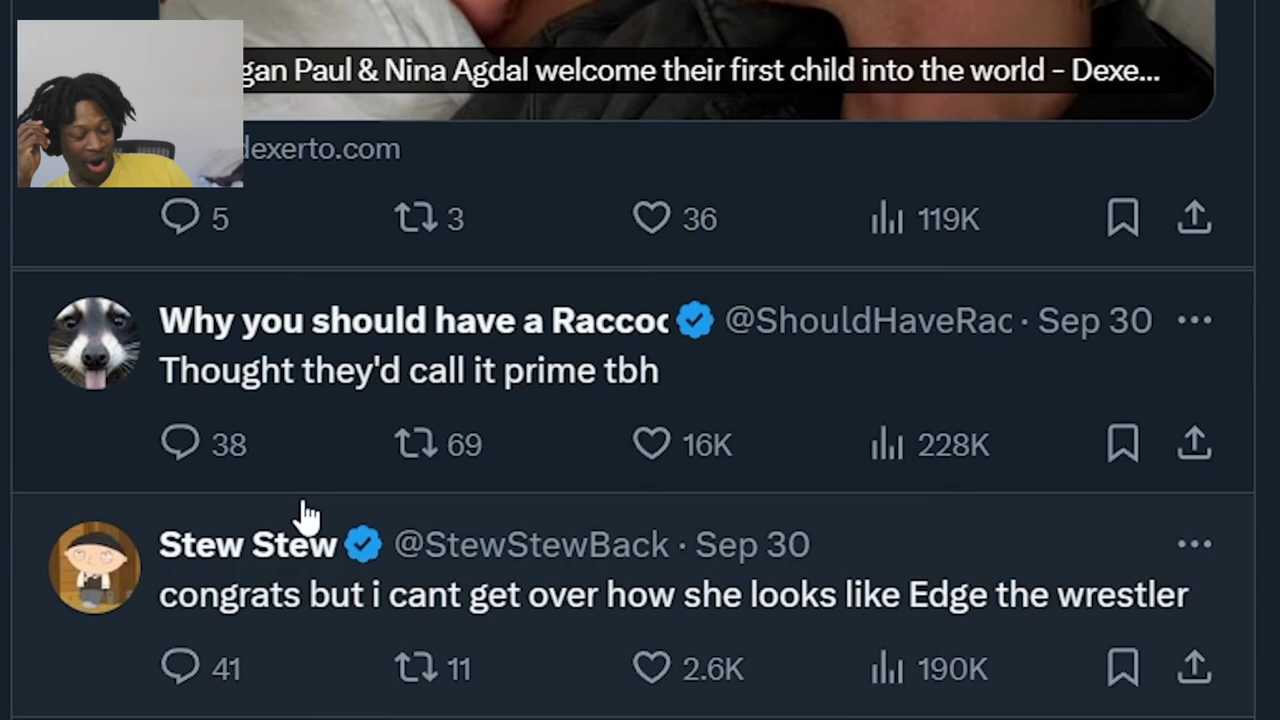 gan Paul & Nina Agdal welcome their first child into the world - Dexe...
dexerto.com
5 3 36 119K
Why you should have a Raccoc @ShouldHaveRac · Sep 30 ...
Thought they'd call it prime tbh
38 69 16K 228K
Stew Stew @StewStewBack · Sep 30 ...
congrats but i cant get over how she looks like Edge the wrestler
41 11 2.6K 190K